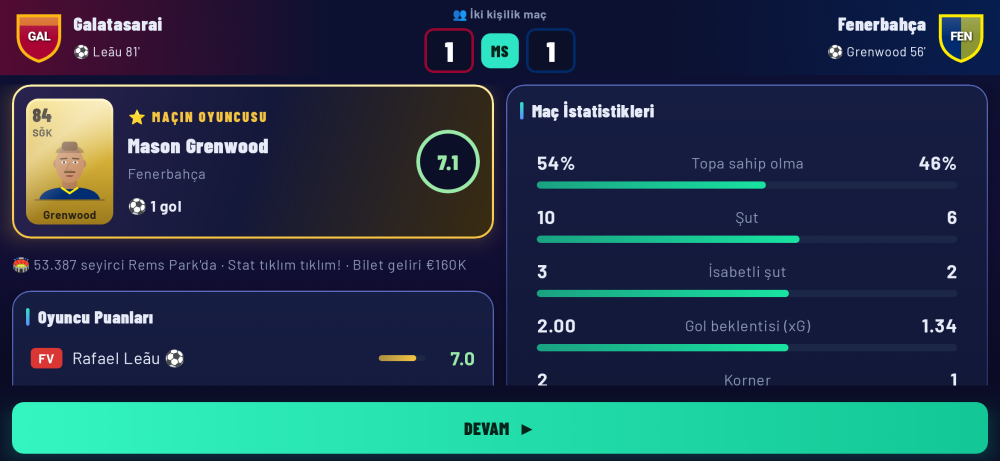 GAL
Galatasarai
⚽ Leãu 81'
👥 İki kişilik maç
1 MS 1
Fenerbahça
⚽ Grenwood 56'
FEN
84
SĞK
Grenwood
⭐ MAÇIN OYUNCUSU
Mason Grenwood
Fenerbahça
⚽ 1 gol
7.1
🏟️ 53.387 seyirci Rems Park'da · Stat tıklım tıklım! · Bilet geliri €160K
Oyuncu Puanları
FV Rafael Leãu ⚽ 7.0
Maç İstatistikleri
54% Topa sahip olma 46%
10 Şut 6
3 İsabetli şut 2
2.00 Gol beklentisi (xG) 1.34
2 Korner 1
DEVAM ►